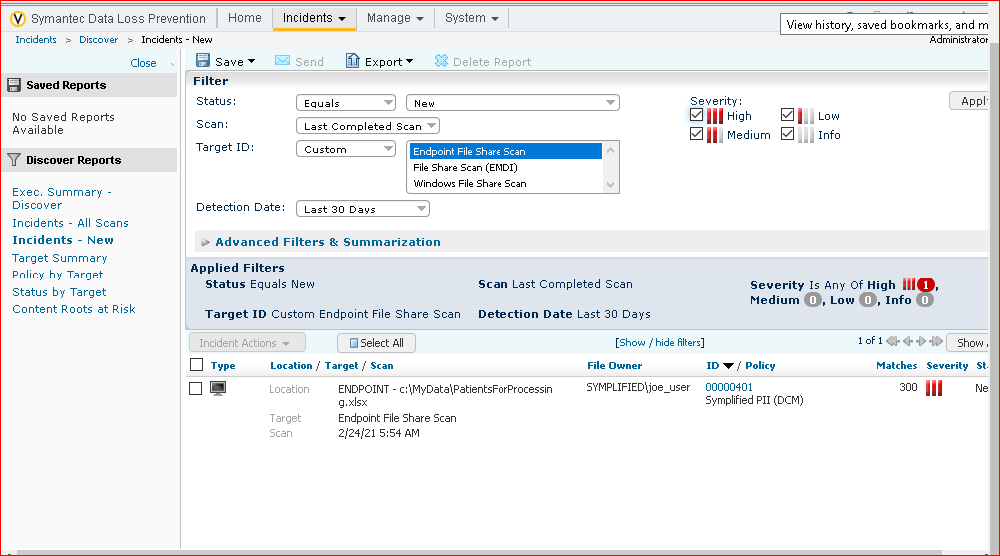 Symantec Data Loss Prevention Home Incidents Manage System
View history, saved bookmarks, and m
Incidents > Discover > Incidents - New
Administrator
Close
Save Send Export Delete Report
Saved Reports
No Saved Reports
Available
Discover Reports
Exec. Summary -
Discover
Incidents - All Scans
Incidents - New
Target Summary
Policy by Target
Status by Target
Content Roots at Risk
Filter
Status: Equals New
Scan: Last Completed Scan
Target ID: Custom
Endpoint File Share Scan
File Share Scan (EMDI)
Windows File Share Scan
Detection Date: Last 30 Days
Severity:
High Low
Medium Info
Appl
Advanced Filters & Summarization
Applied Filters
Status Equals New Scan Last Completed Scan Severity Is Any Of High 1,
Medium 0, Low 0, Info 0
Target ID Custom Endpoint File Share Scan Detection Date Last 30 Days
Incident Actions Select All [Show / hide filters] 1 of 1 Show
Type Location / Target / Scan File Owner ID / Policy Matches Severity St
Location ENDPOINT - c:\MyData\PatientsForProcessin
g.xlsx
SYMPLIFIED\joe_user 00000401 300 Ne
Symplified PII (DCM)
Target Endpoint File Share Scan
Scan 2/24/21 5:54 AM